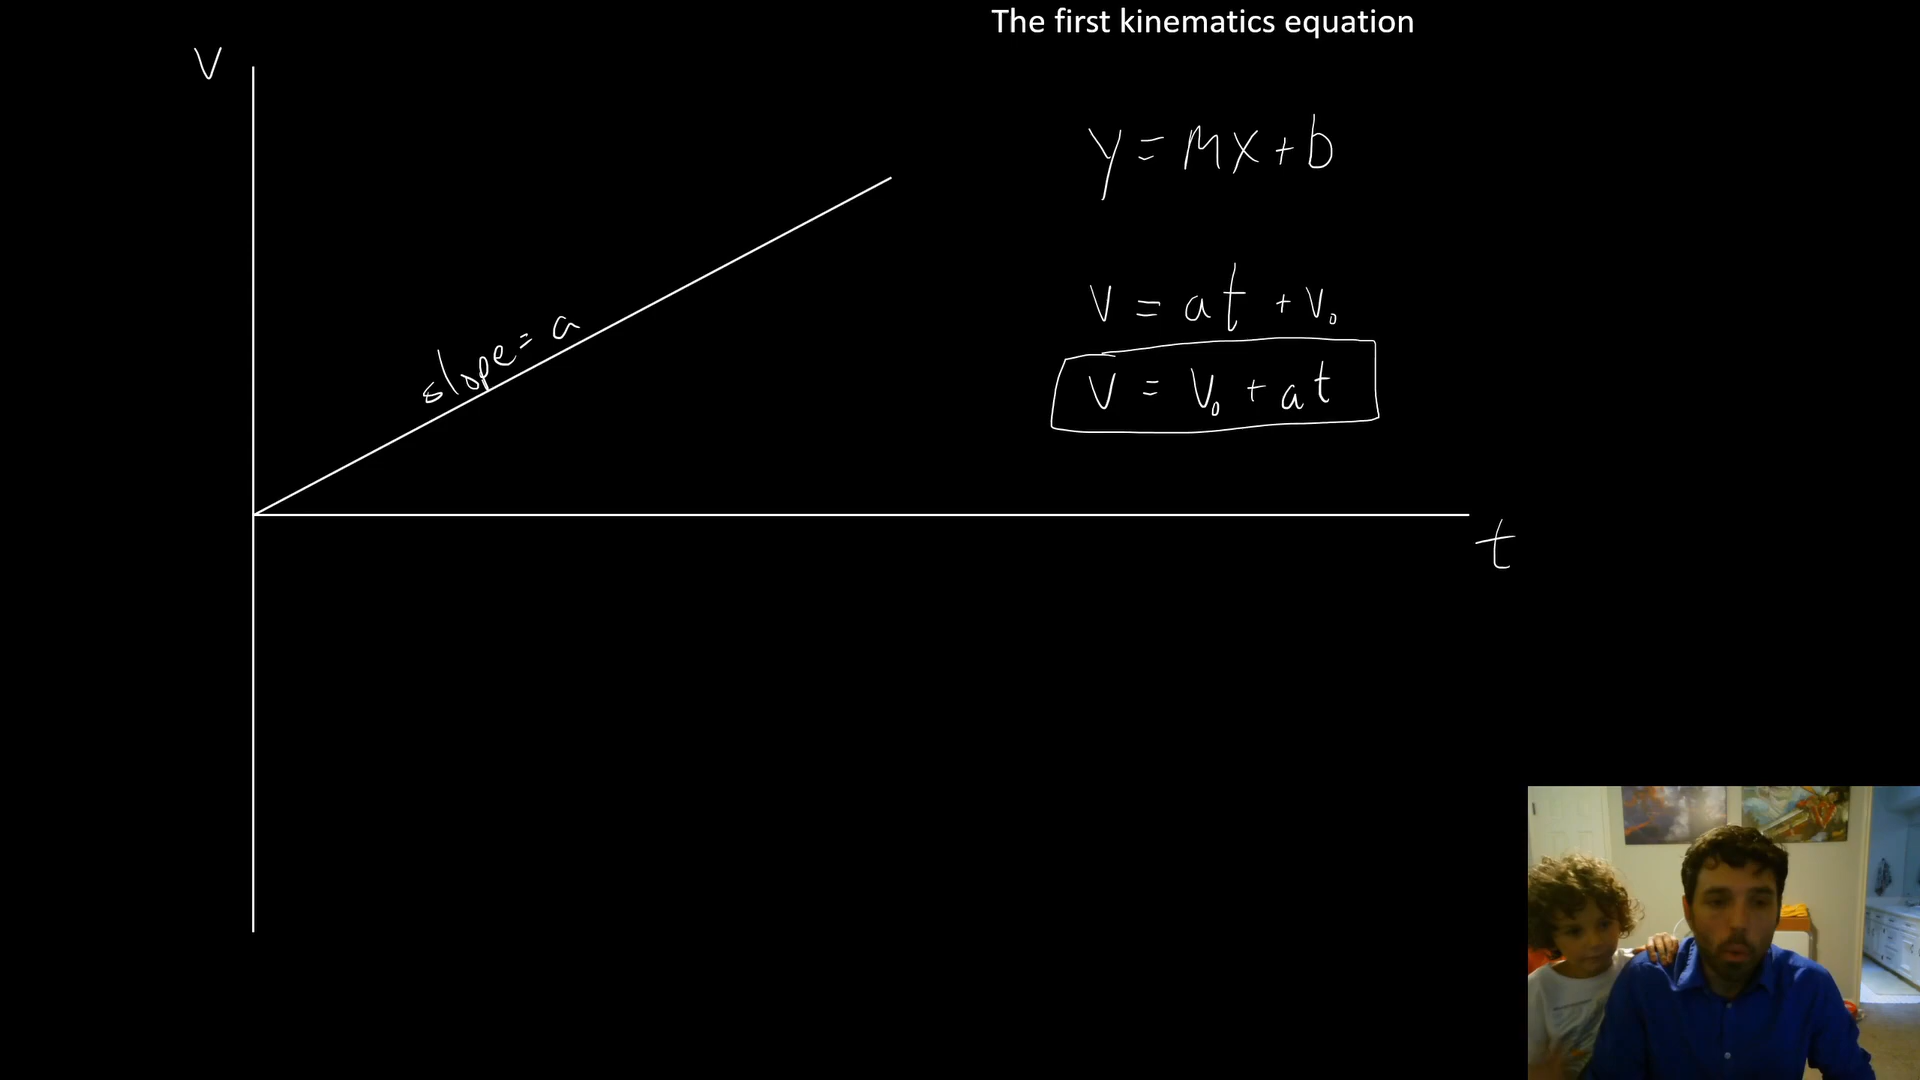 The first kinematics equation
V
y = mx + b
v = at + v₀
slope = a
v = v₀ + at
t